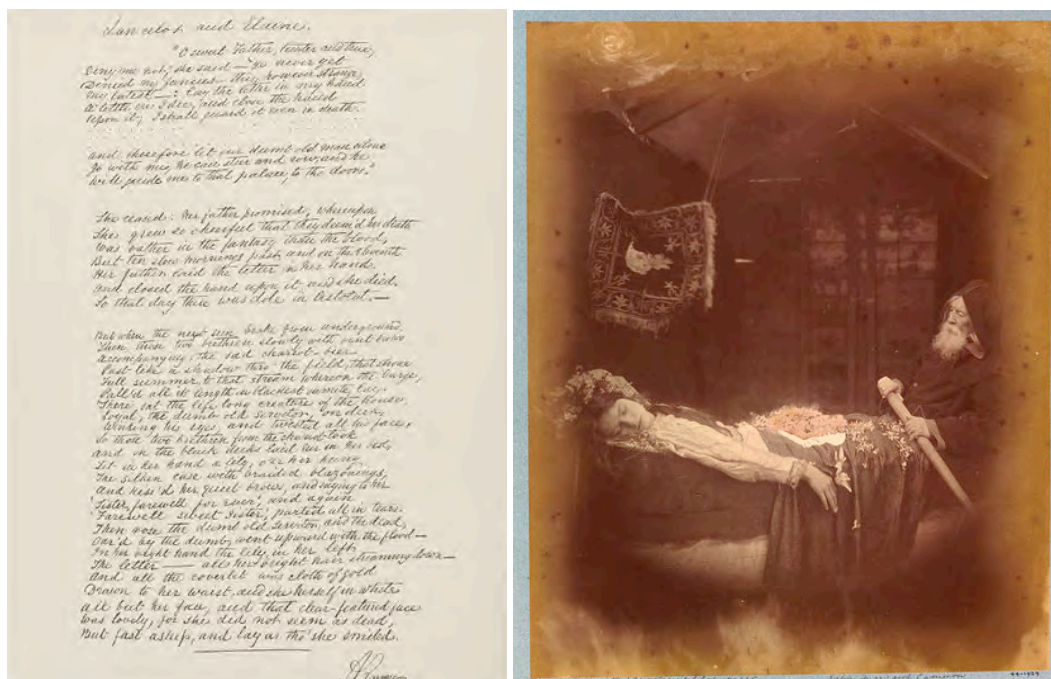 Lancelot and Elaine.
"O sweet Father, tender and true,
Deny me not," she said — "Ye never yet
Denied my fancies — this, however strange,
My latest — : Lay the letter in my hand
A little ere I die, and close the hand
Upon it; I shall guard it even in death.
and therefore let our dumb old man alone
Go with me, he can steer and row, and he
Will guide me to that palace, to the doors."
She ceased: her father promised, whereupon
She grew so cheerful that they deem'd her death
Was rather in the fantasy than the blood,
But ten slow mornings past, and on the eleventh
Her father laid the letter in her hand,
And closed the hand upon it, and she died.
So that day there was dole in Astolat. —
But when the next sun brake from underground,
Then those two brethren slowly with bent brows
Accompanying, the sad chariot-bier
Past like a shadow thro' the field, that shone
Full summer, to that stream whereon the barge,
Pall'd all its length in blackest samite, lay.
There sat the life long creature of the house,
Loyal, the dumb old servitor, on deck,
Winking his eyes, and twisted all his face,
So those two brethren from the chariot took
And on the black decks laid her in her bed,
Set in her hand a lily, o'er her hung
The silken case with braided blazonings,
And kiss'd her quiet brows, and saying to her
'Sister, farewell for ever', and again
'Farewell sweet Sister', parted all in tears.
Then rose the dumb old servitor, and the dead,
Oar'd by the dumb, went upward with the flood —
In her right hand the lily, in her left
The letter — all her bright hair streaming down —
And all the coverlet was cloth of gold
Drawn to her waist, and she herself in white
all but her face, and that clear-featured face
Was lovely, for she did not seem as dead,
But fast asleep, and lay as tho' she smiled.